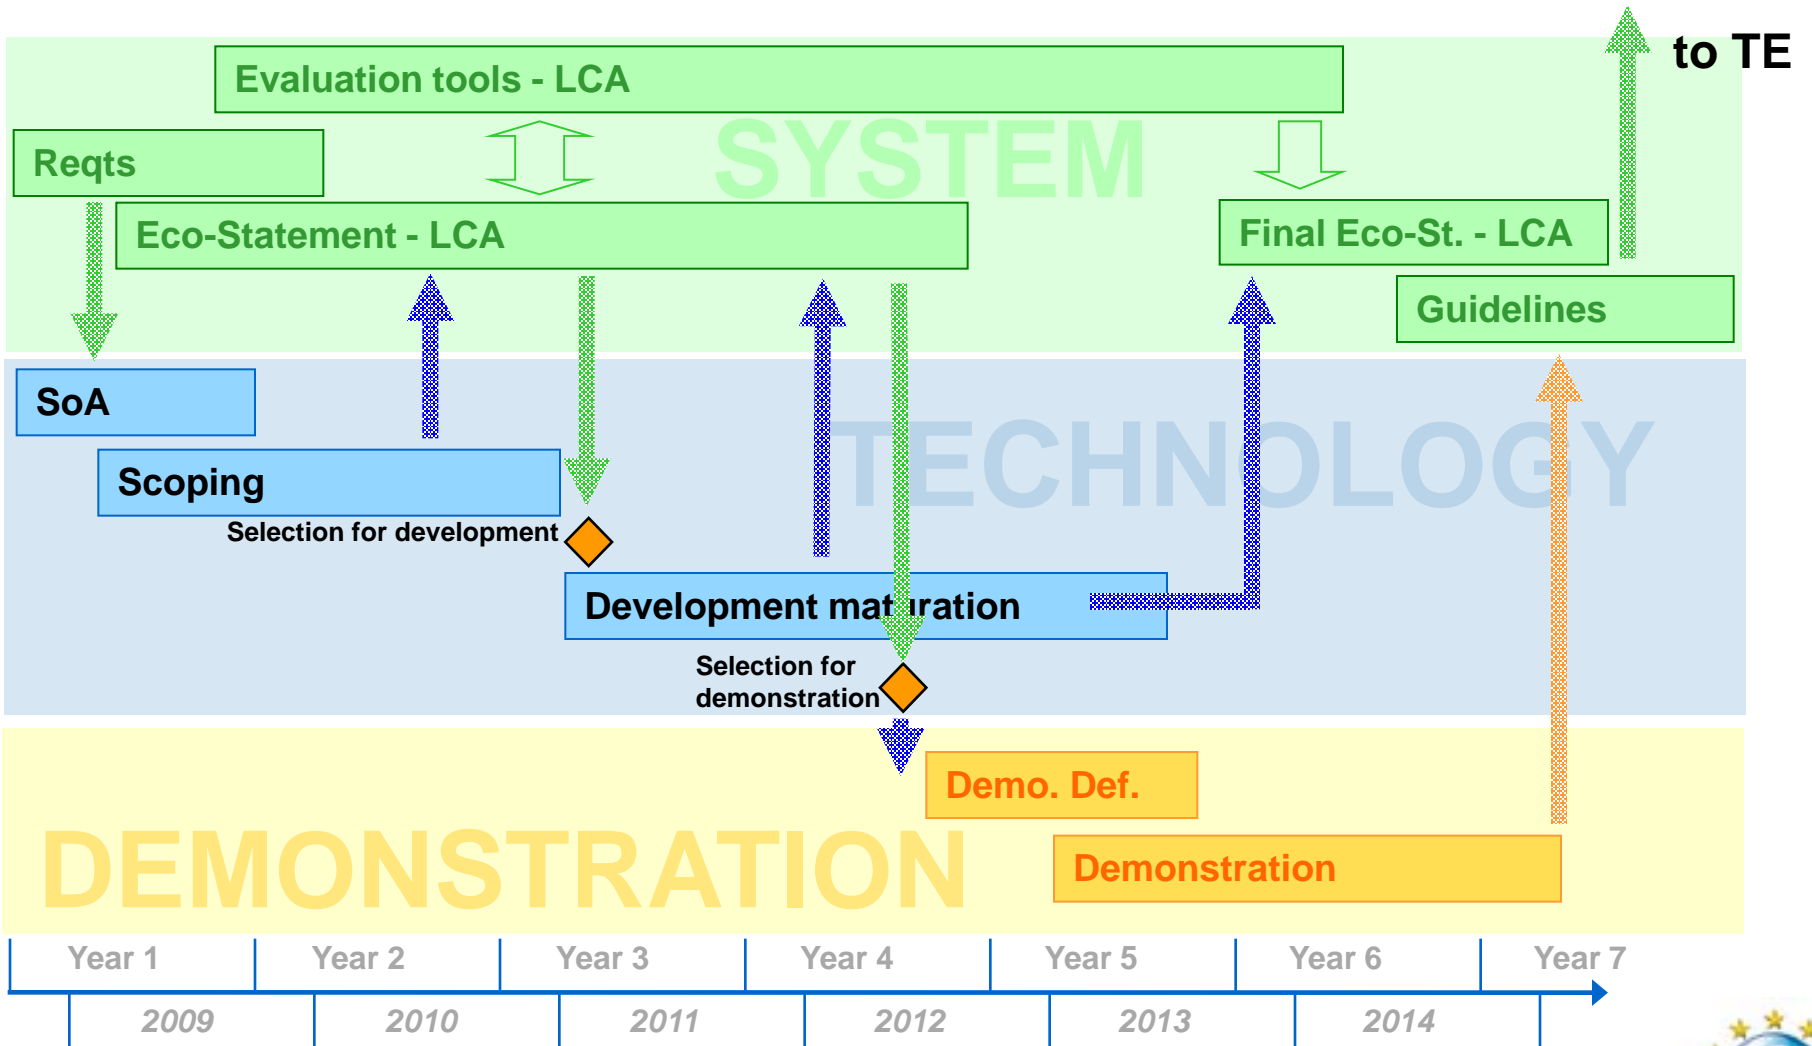 to TE
Evaluation tools - LCA
SYSTEM
Reqts
Eco-Statement - LCA
Final Eco-St. - LCA
Guidelines
SoA
TECHNOLOGY
Scoping
Selection for development
Development maturation
Selection for
demonstration
Demo. Def.
DEMONSTRATION
Demonstration
Year 1 Year 2 Year 3 Year 4 Year 5 Year 6 Year 7
2009 2010 2011 2012 2013 2014